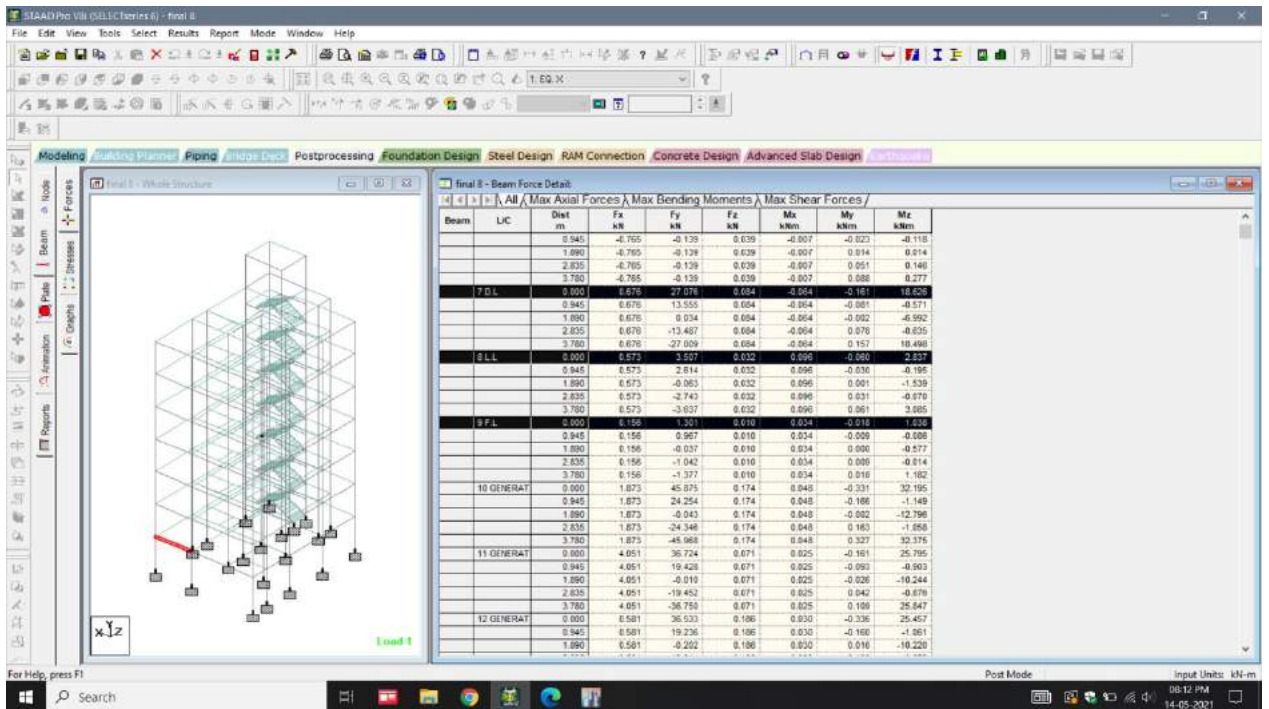 STAAD.Pro V8i (SELECTseries 6) - final 8
File Edit View Tools Select Results Report Mode Window Help
1. EQ. X
Modeling Building Planner Piping Bridge Deck Postprocessing Foundation Design Steel Design RAM Connection Concrete Design Advanced Slab Design Earthquake
Node
Beam
Plate
Animation
Reports
Forces
Stresses
Graphs
final 8 - Whole Structure
Load 1
final 8 - Beam Force Detail:
All Max Axial Forces Max Bending Moments Max Shear Forces
Beam L/C Dist m Fx kN Fy kN Fz kN Mx kNm My kNm Mz kNm
0.945 -0.765 -0.139 0.039 -0.007 -0.023 -0.118
1.890 -0.765 -0.139 0.039 -0.007 0.014 0.014
2.835 -0.765 -0.139 0.039 -0.007 0.051 0.146
3.780 -0.765 -0.139 0.039 -0.007 0.088 0.277
7 D.L 0.000 0.676 27.076 0.084 -0.064 -0.161 18.626
0.945 0.676 13.555 0.084 -0.064 -0.081 -0.571
1.890 0.676 0.034 0.084 -0.064 -0.002 -6.992
2.835 0.676 -13.487 0.084 -0.064 0.078 -0.635
3.780 0.676 -27.009 0.084 -0.064 0.157 18.498
8 L.L 0.000 0.573 3.507 0.032 0.096 -0.060 2.837
0.945 0.573 2.614 0.032 0.096 -0.030 -0.195
1.890 0.573 -0.063 0.032 0.096 0.001 -1.539
2.835 0.573 -2.743 0.032 0.096 0.031 -0.070
3.780 0.573 -3.637 0.032 0.096 0.061 3.085
9 F.L 0.000 0.156 1.301 0.010 0.034 -0.018 1.036
0.945 0.156 0.967 0.010 0.034 -0.009 -0.086
1.890 0.156 -0.037 0.010 0.034 0.000 -0.577
2.835 0.156 -1.042 0.010 0.034 0.009 -0.014
3.780 0.156 -1.377 0.010 0.034 0.018 1.182
10 GENERAT 0.000 1.873 45.875 0.174 0.048 -0.331 32.195
0.945 1.873 24.254 0.174 0.048 -0.166 -1.149
1.890 1.873 -0.043 0.174 0.048 -0.002 -12.796
2.835 1.873 -24.346 0.174 0.048 0.163 -1.058
3.780 1.873 -45.968 0.174 0.048 0.327 32.375
11 GENERAT 0.000 4.051 36.724 0.071 0.025 -0.161 25.795
0.945 4.051 19.428 0.071 0.025 -0.093 -0.903
1.890 4.051 -0.010 0.071 0.025 -0.026 -10.244
2.835 4.051 -19.452 0.071 0.025 0.042 -0.876
3.780 4.051 -36.750 0.071 0.025 0.109 25.847
12 GENERAT 0.000 0.581 36.533 0.186 0.030 -0.336 25.457
0.945 0.581 19.236 0.186 0.030 -0.160 -1.061
1.890 0.581 -0.202 0.186 0.030 0.016 -10.220
For Help, press F1
Post Mode
Input Units: kN-m
Search
08:12 PM
14-05-2021